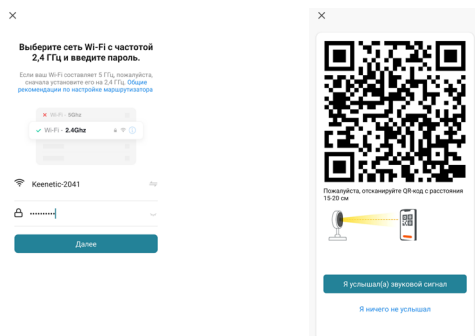 Выберите сеть Wi-Fi с частотой
2,4 ГГц и введите пароль.
Если ваш Wi-Fi составляет 5 ГГц, пожалуйста,
сначала установите его на 2,4 ГГц. Общие
рекомендации по настройке маршрутизатора
Wi-Fi - 5Ghz
Wi-Fi - 2.4Ghz
Keenetic-2041
Далее
Пожалуйста, отсканируйте QR-код с расстояния
15-20 см
Я услышал(а) звуковой сигнал
Я ничего не услышал